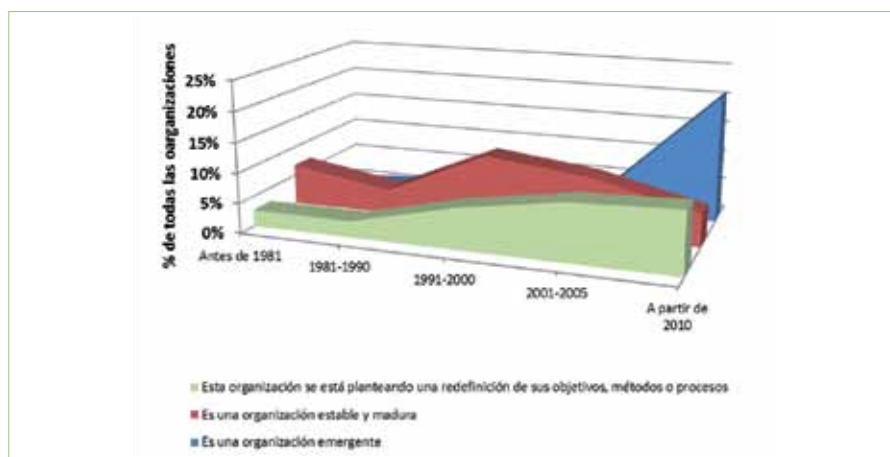 % de todas las oarganizaciones
25%
20%
15%
10%
5%
0%
Antes de 1981
1981-1990
1991-2000
2001-2005
A partir de
2010
Esta organización se está planteando una redefinición de sus objetivos, métodos o procesos
Es una organización estable y madura
Es una organización emergente